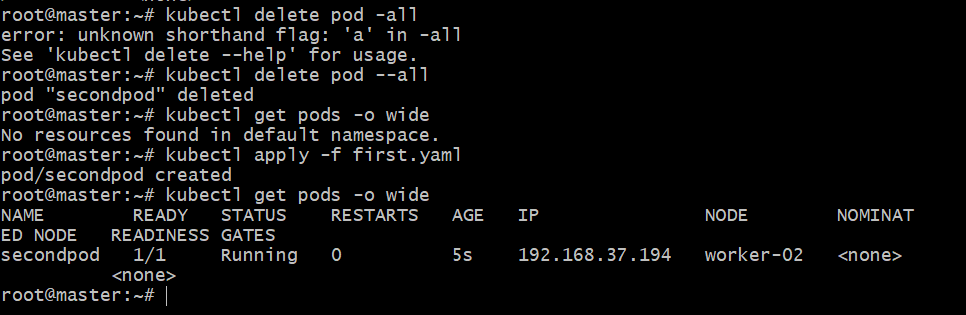 root@master:~# kubectl delete pod -all
error: unknown shorthand flag: 'a' in -all
See 'kubectl delete --help' for usage.
root@master:~# kubectl delete pod --all
pod "secondpod" deleted
root@master:~# kubectl get pods -o wide
No resources found in default namespace.
root@master:~# kubectl apply -f first.yaml
pod/secondpod created
root@master:~# kubectl get pods -o wide
NAME        READY   STATUS    RESTARTS   AGE   IP               NODE        NOMINAT
ED NODE   READINESS GATES
secondpod   1/1     Running   0          5s    192.168.37.194   worker-02   <none>
          <none>
root@master:~#